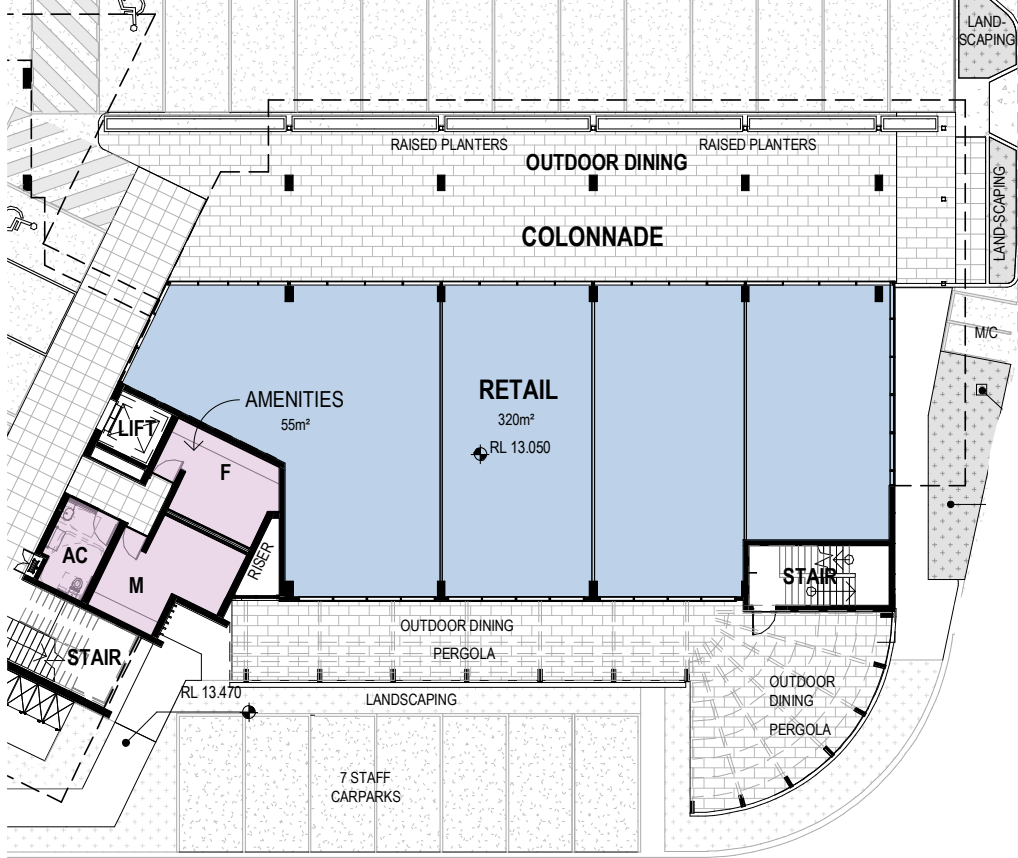 LAND-
SCAPING
RAISED PLANTERS
RAISED PLANTERS
OUTDOOR DINING
COLONNADE
LAND-SCAPING
M/C
RETAIL
320m²
RL 13.050
AMENITIES
55m²
LIFT
F
AC
M
RISER
STAIR
STAIR
OUTDOOR DINING
PERGOLA
OUTDOOR
DINING
PERGOLA
RL 13.470
LANDSCAPING
7 STAFF
CARPARKS